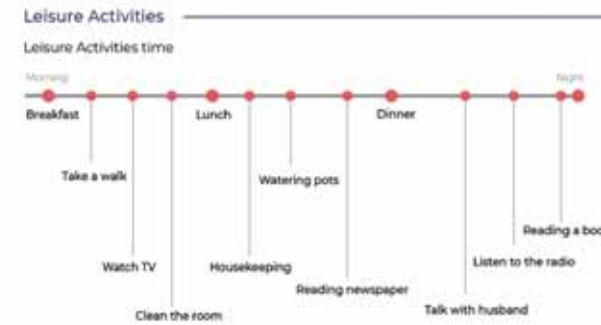 Leisure Activities
Leisure Activities time
Morning
Night
Breakfast
Lunch
Dinner
Take a walk
Watering pots
Reading a boo
Watch TV
Housekeeping
Listen to the radio
Reading newspaper
Talk with husband
Clean the room